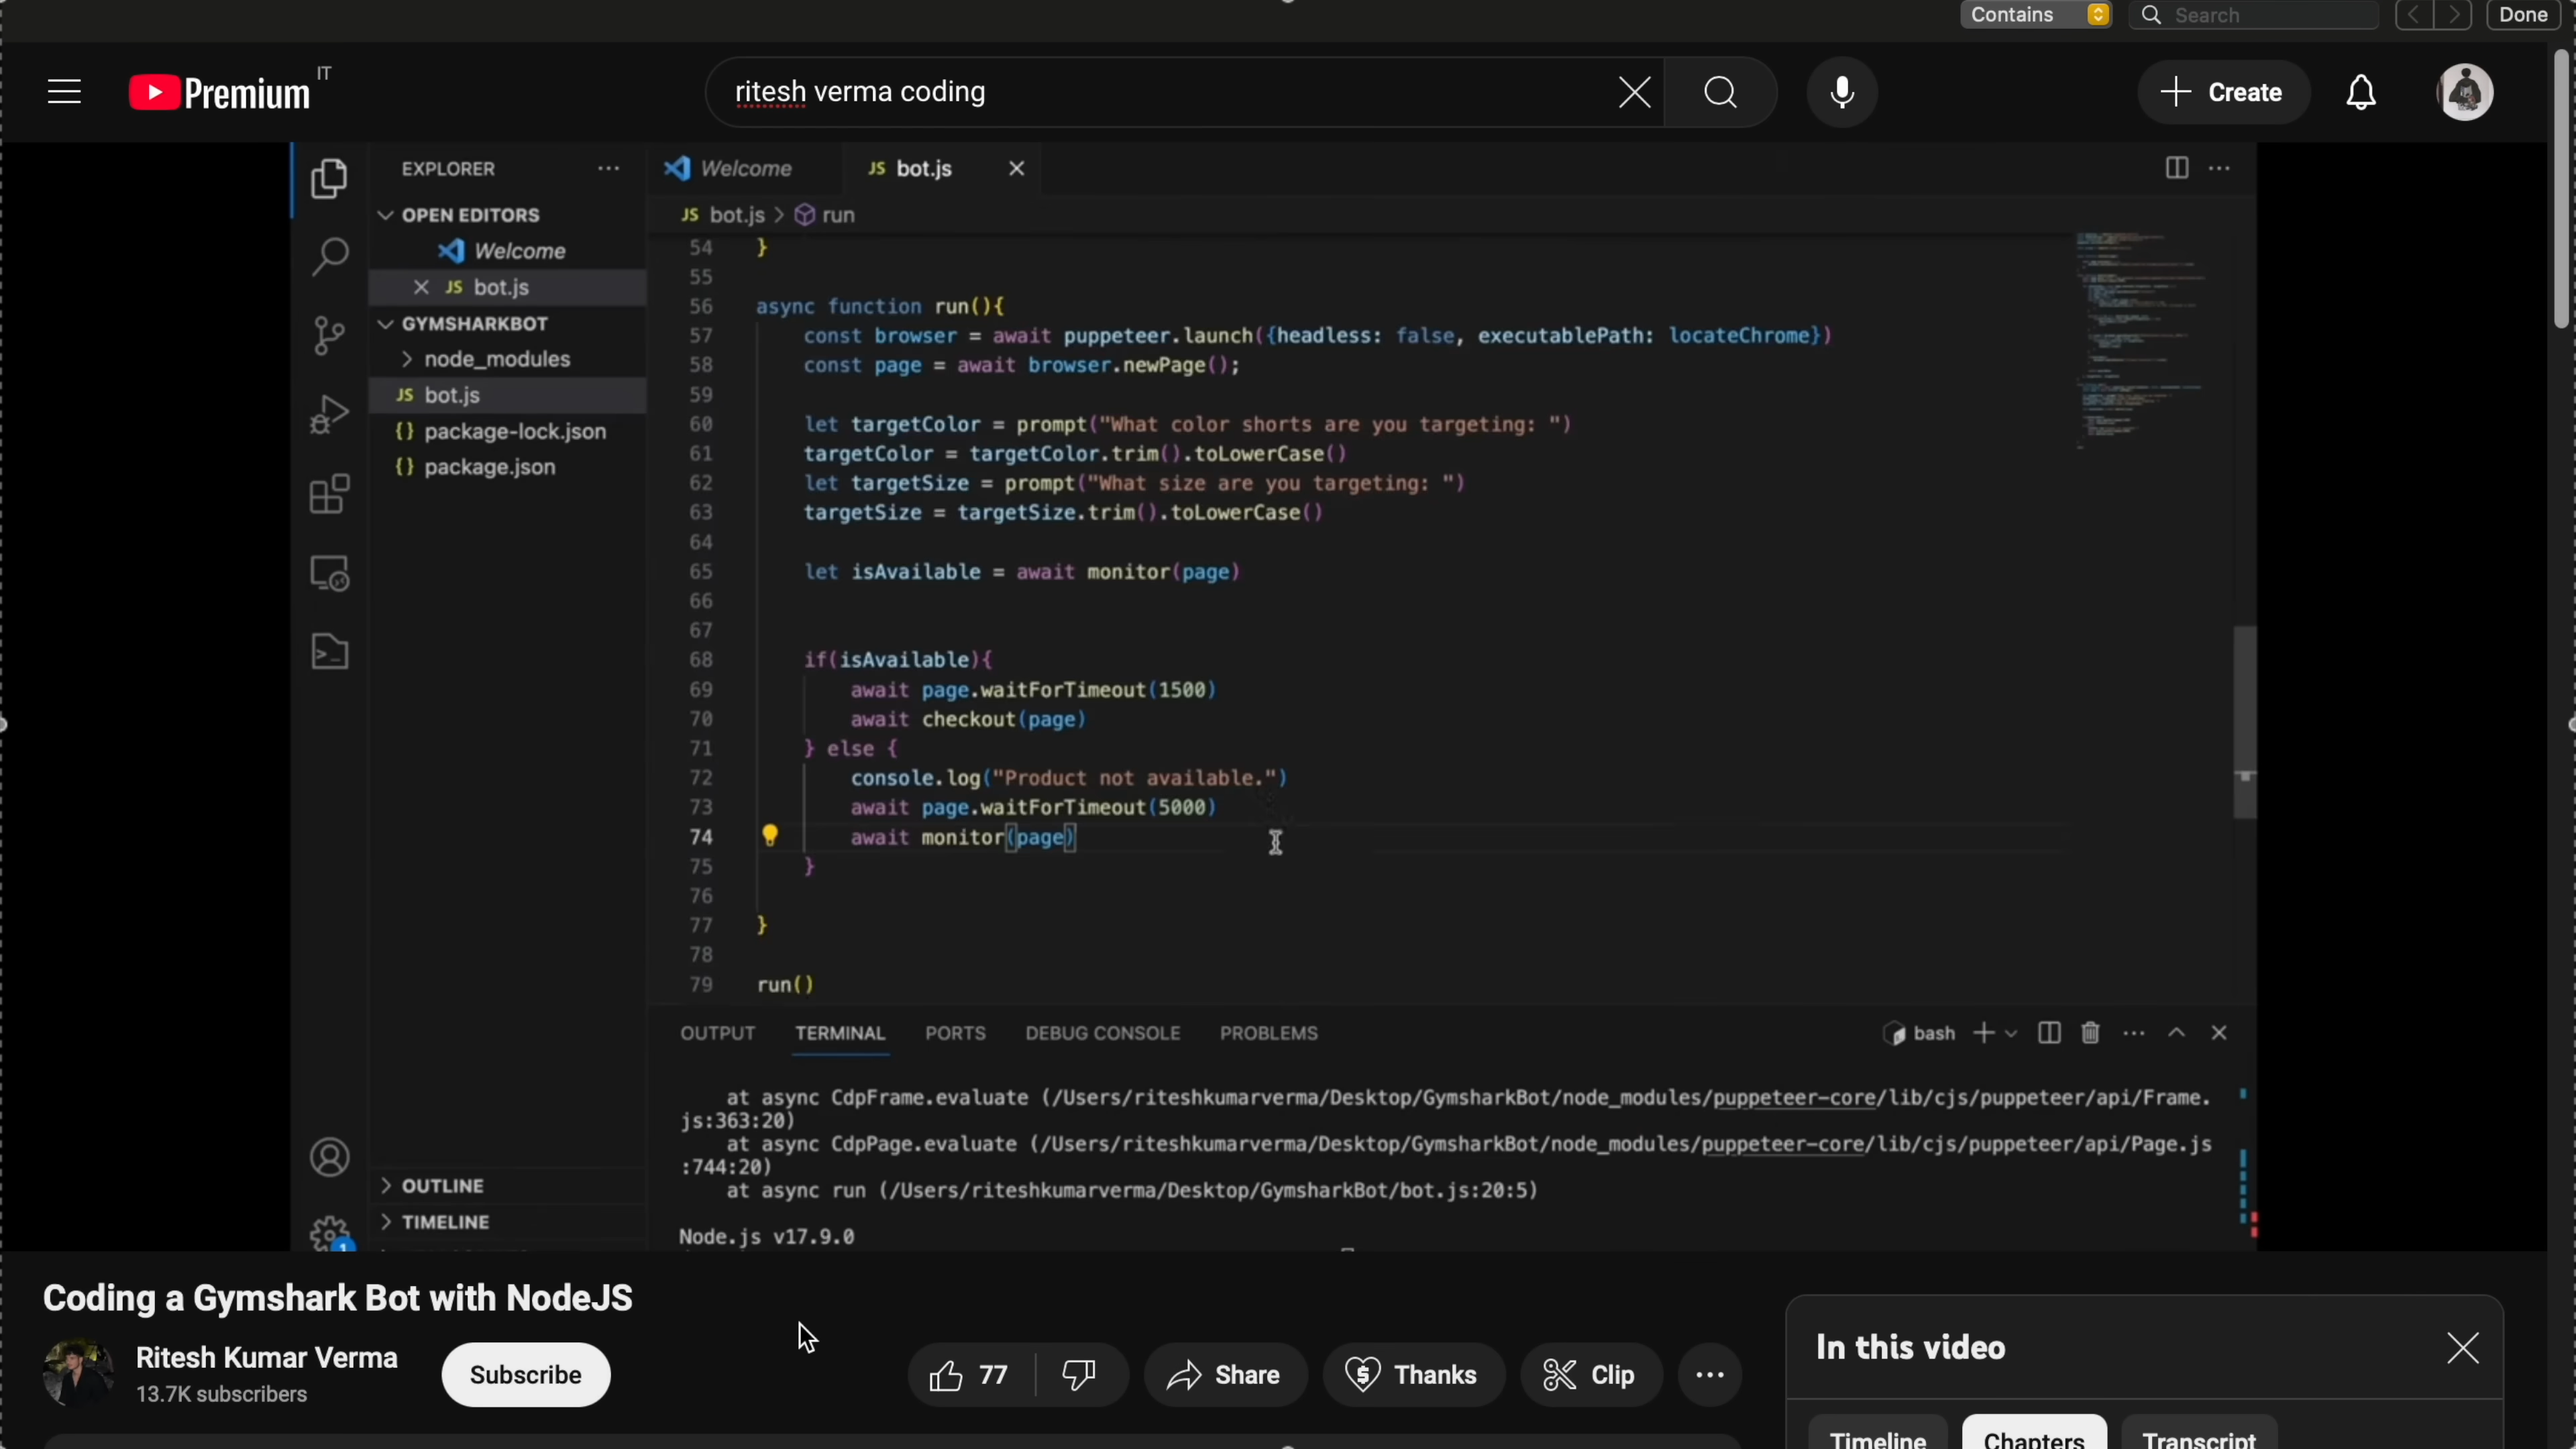 Contains
Search
Done
Premium IT
ritesh verma coding
Create
EXPLORER
OPEN EDITORS
Welcome
JS bot.js
GYMSHARKBOT
node_modules
JS bot.js
{} package-lock.json
{} package.json
OUTLINE
TIMELINE
1
Welcome JS bot.js
JS bot.js > run
54 }
55
56 async function run(){
57 const browser = await puppeteer.launch({headless: false, executablePath: locateChrome})
58 const page = await browser.newPage();
59
60 let targetColor = prompt("What color shorts are you targeting: ")
61 targetColor = targetColor.trim().toLowerCase()
62 let targetSize = prompt("What size are you targeting: ")
63 targetSize = targetSize.trim().toLowerCase()
64
65 let isAvailable = await monitor(page)
66
67
68 if(isAvailable){
69 await page.waitForTimeout(1500)
70 await checkout(page)
71 } else {
72 console.log("Product not available.")
73 await page.waitForTimeout(5000)
74 await monitor(page)
75 }
76
77 }
78
79 run()
OUTPUT TERMINAL PORTS DEBUG CONSOLE PROBLEMS
bash
at async CdpFrame.evaluate (/Users/riteshkumarverma/Desktop/GymsharkBot/node_modules/puppeteer-core/lib/cjs/puppeteer/api/Frame.
js:363:20)
at async CdpPage.evaluate (/Users/riteshkumarverma/Desktop/GymsharkBot/node_modules/puppeteer-core/lib/cjs/puppeteer/api/Page.js
:744:20)
at async run (/Users/riteshkumarverma/Desktop/GymsharkBot/bot.js:20:5)
Node.js v17.9.0
Coding a Gymshark Bot with NodeJS
Ritesh Kumar Verma
13.7K subscribers
Subscribe
77
Share
Thanks
Clip
In this video
Timeline
Chapters
Transcript